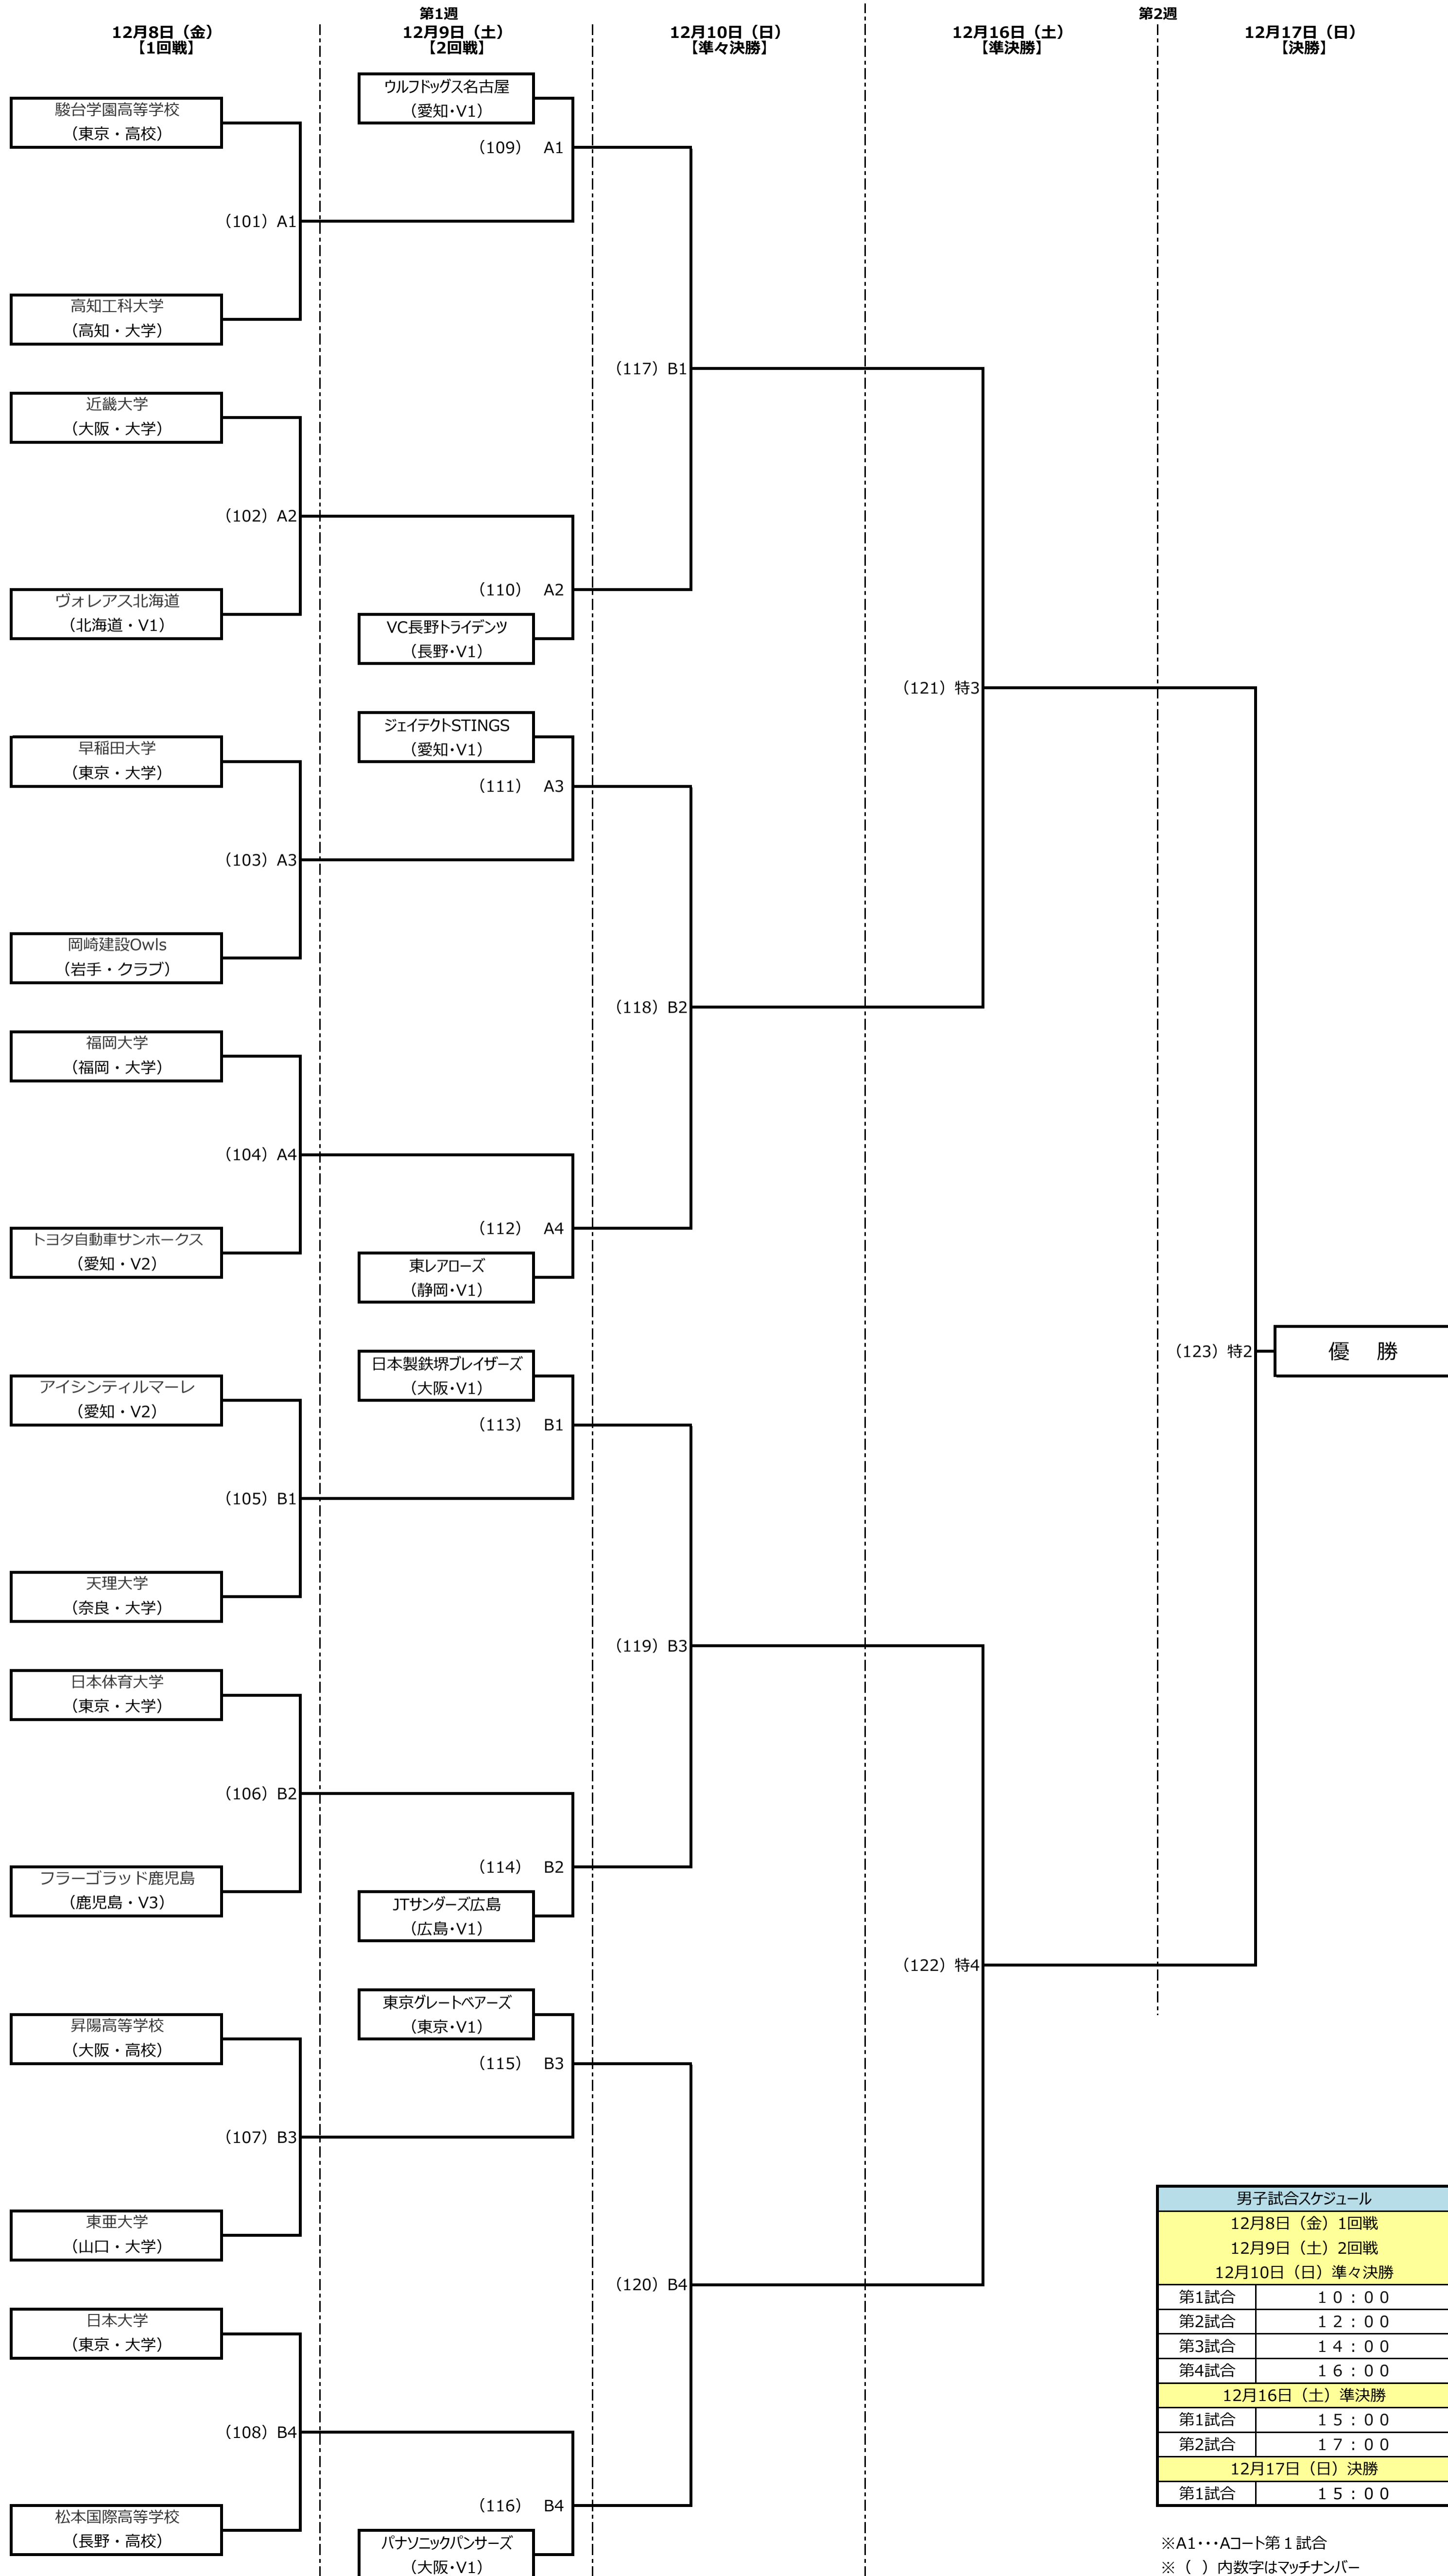 第1週
第2週
12月8日（金）
【1回戦】
12月9日（土）
【2回戦】
12月10日（日）
【準々決勝】
12月16日（土）
【準決勝】
12月17日（日）
【決勝】
ウルフドッグス名古屋
（愛知・V1）
駿台学園高等学校
（東京・高校）
（109） A1
（101）A1
高知工科大学
（高知・大学）
（117）B1
近畿大学
（大阪・大学）
（102）A2
（110） A2
ヴォレアス北海道
（北海道・V1）
VC長野トライデンツ
（長野・V1）
（121）特3
ジェイテクトSTINGS
（愛知・V1）
早稲田大学
（東京・大学）
（111） A3
（103）A3
岡崎建設Owls
（岩手・クラブ）
（118）B2
福岡大学
（福岡・大学）
（104）A4
（112） A4
トヨタ自動車サンホークス
（愛知・V2）
東レアローズ
（静岡・V1）
（123）特2
優 勝
日本製鉄堺ブレイザーズ
（大阪・V1）
アイシンティルマーレ
（愛知・V2）
（113） B1
（105）B1
天理大学
（奈良・大学）
（119）B3
日本体育大学
（東京・大学）
（106）B2
（114） B2
フラーゴラッド鹿児島
（鹿児島・V3）
JTサンダーズ広島
（広島・V1）
（122）特4
東京グレートベアーズ
（東京・V1）
昇陽高等学校
（大阪・高校）
（115） B3
（107）B3
東亜大学
（山口・大学）
（120）B4
日本大学
（東京・大学）
（108）B4
（116） B4
松本国際高等学校
（長野・高校）
パナソニックパンサーズ
（大阪・V1）
男子試合スケジュール
12月8日（金）1回戦
12月9日（土）2回戦
12月10日（日）準々決勝
第1試合 １０：００
第2試合 １２：００
第3試合 １４：００
第4試合 １６：００
12月16日（土）準決勝
第1試合 １５：００
第2試合 １７：００
12月17日（日）決勝
第1試合 １５：００
※A1・・・Aコート第１試合
※（ ）内数字はマッチナンバー